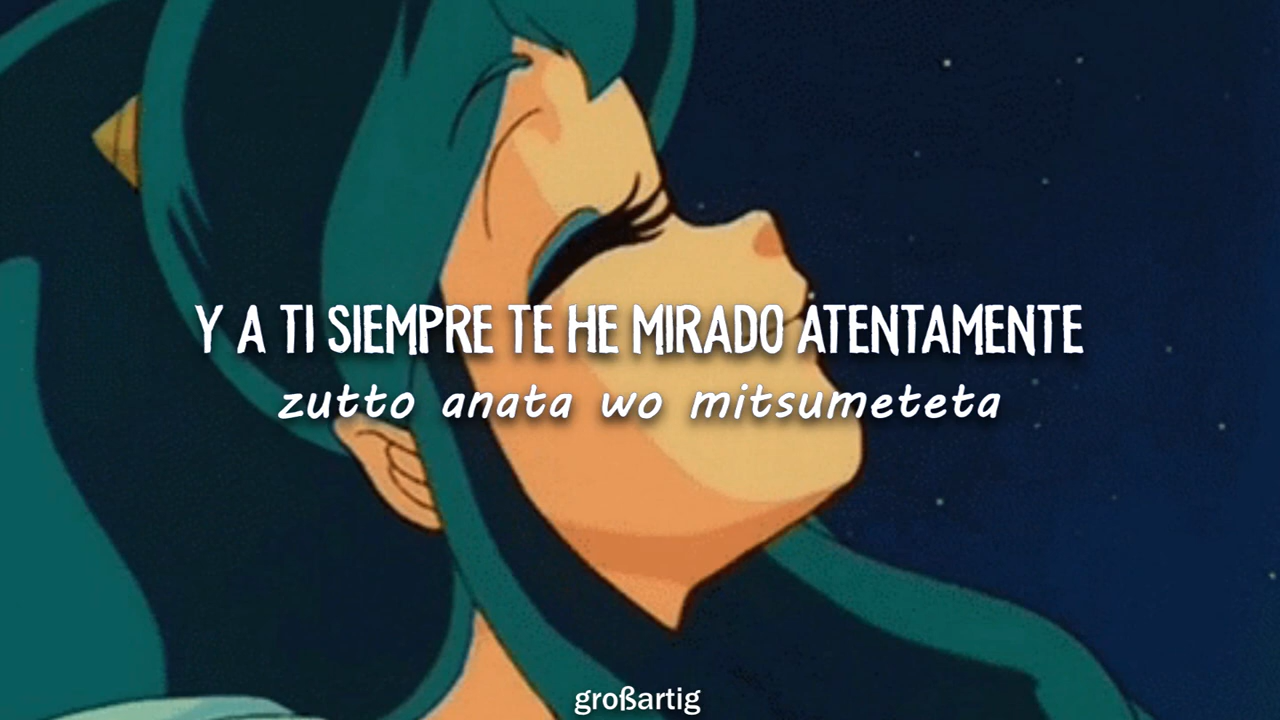 Y A TI SIEMPRE TE HE MIRADO ATENTAMENTE
zutto anata wo mitsumeteta
großartig